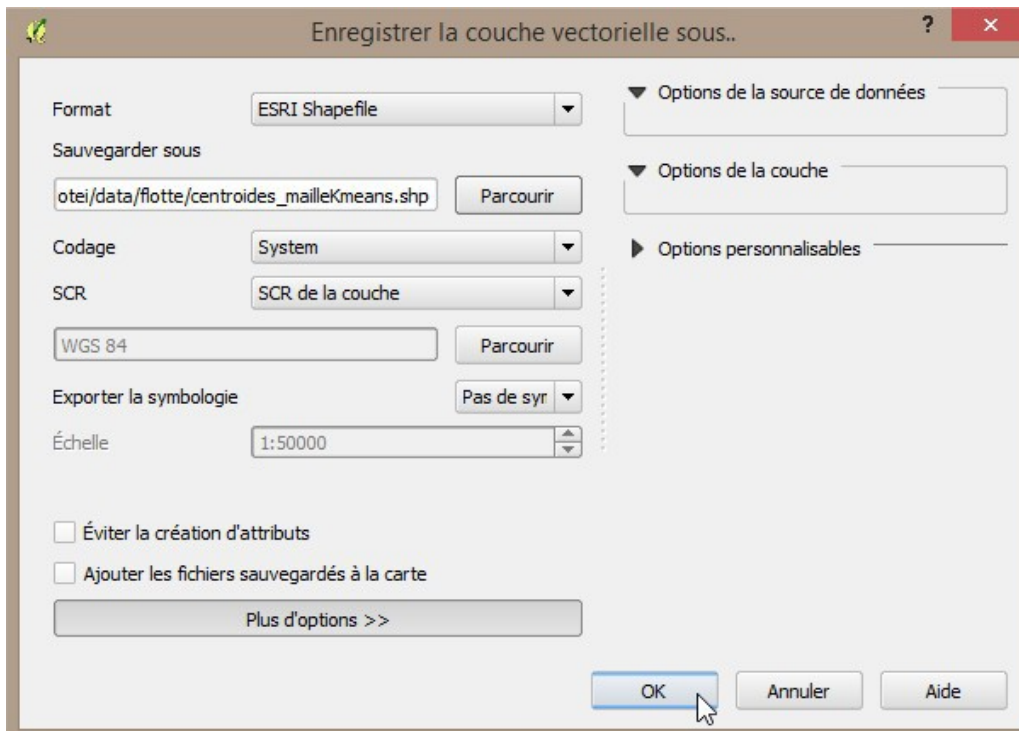 Enregistrer la couche vectorielle sous..
?
×
Format
ESRI Shapefile
Sauvegarder sous
otei/data/flotte/centroides_mailleKmeans.shp
Parcourir
Codage
System
SCR
SCR de la couche
WGS 84
Parcourir
Exporter la symbologie
Pas de syr
Échelle
1:50000
Éviter la création d'attributs
Ajouter les fichiers sauvegardés à la carte
Plus d'options >>
Options de la source de données
Options de la couche
Options personnalisables
OK
Annuler
Aide